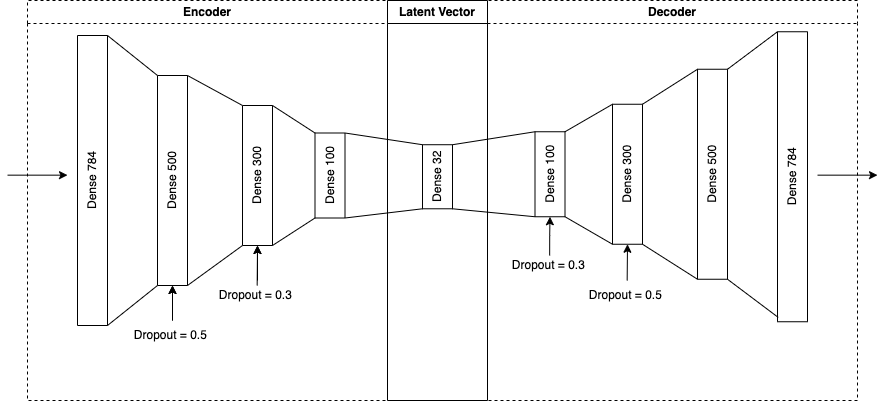 Encoder
Latent Vector
Decoder
Dense 784
Dense 500
Dense 300
Dense 100
Dense 32
Dense 100
Dense 300
Dense 500
Dense 784
Dropout = 0.5
Dropout = 0.3
Dropout = 0.3
Dropout = 0.5